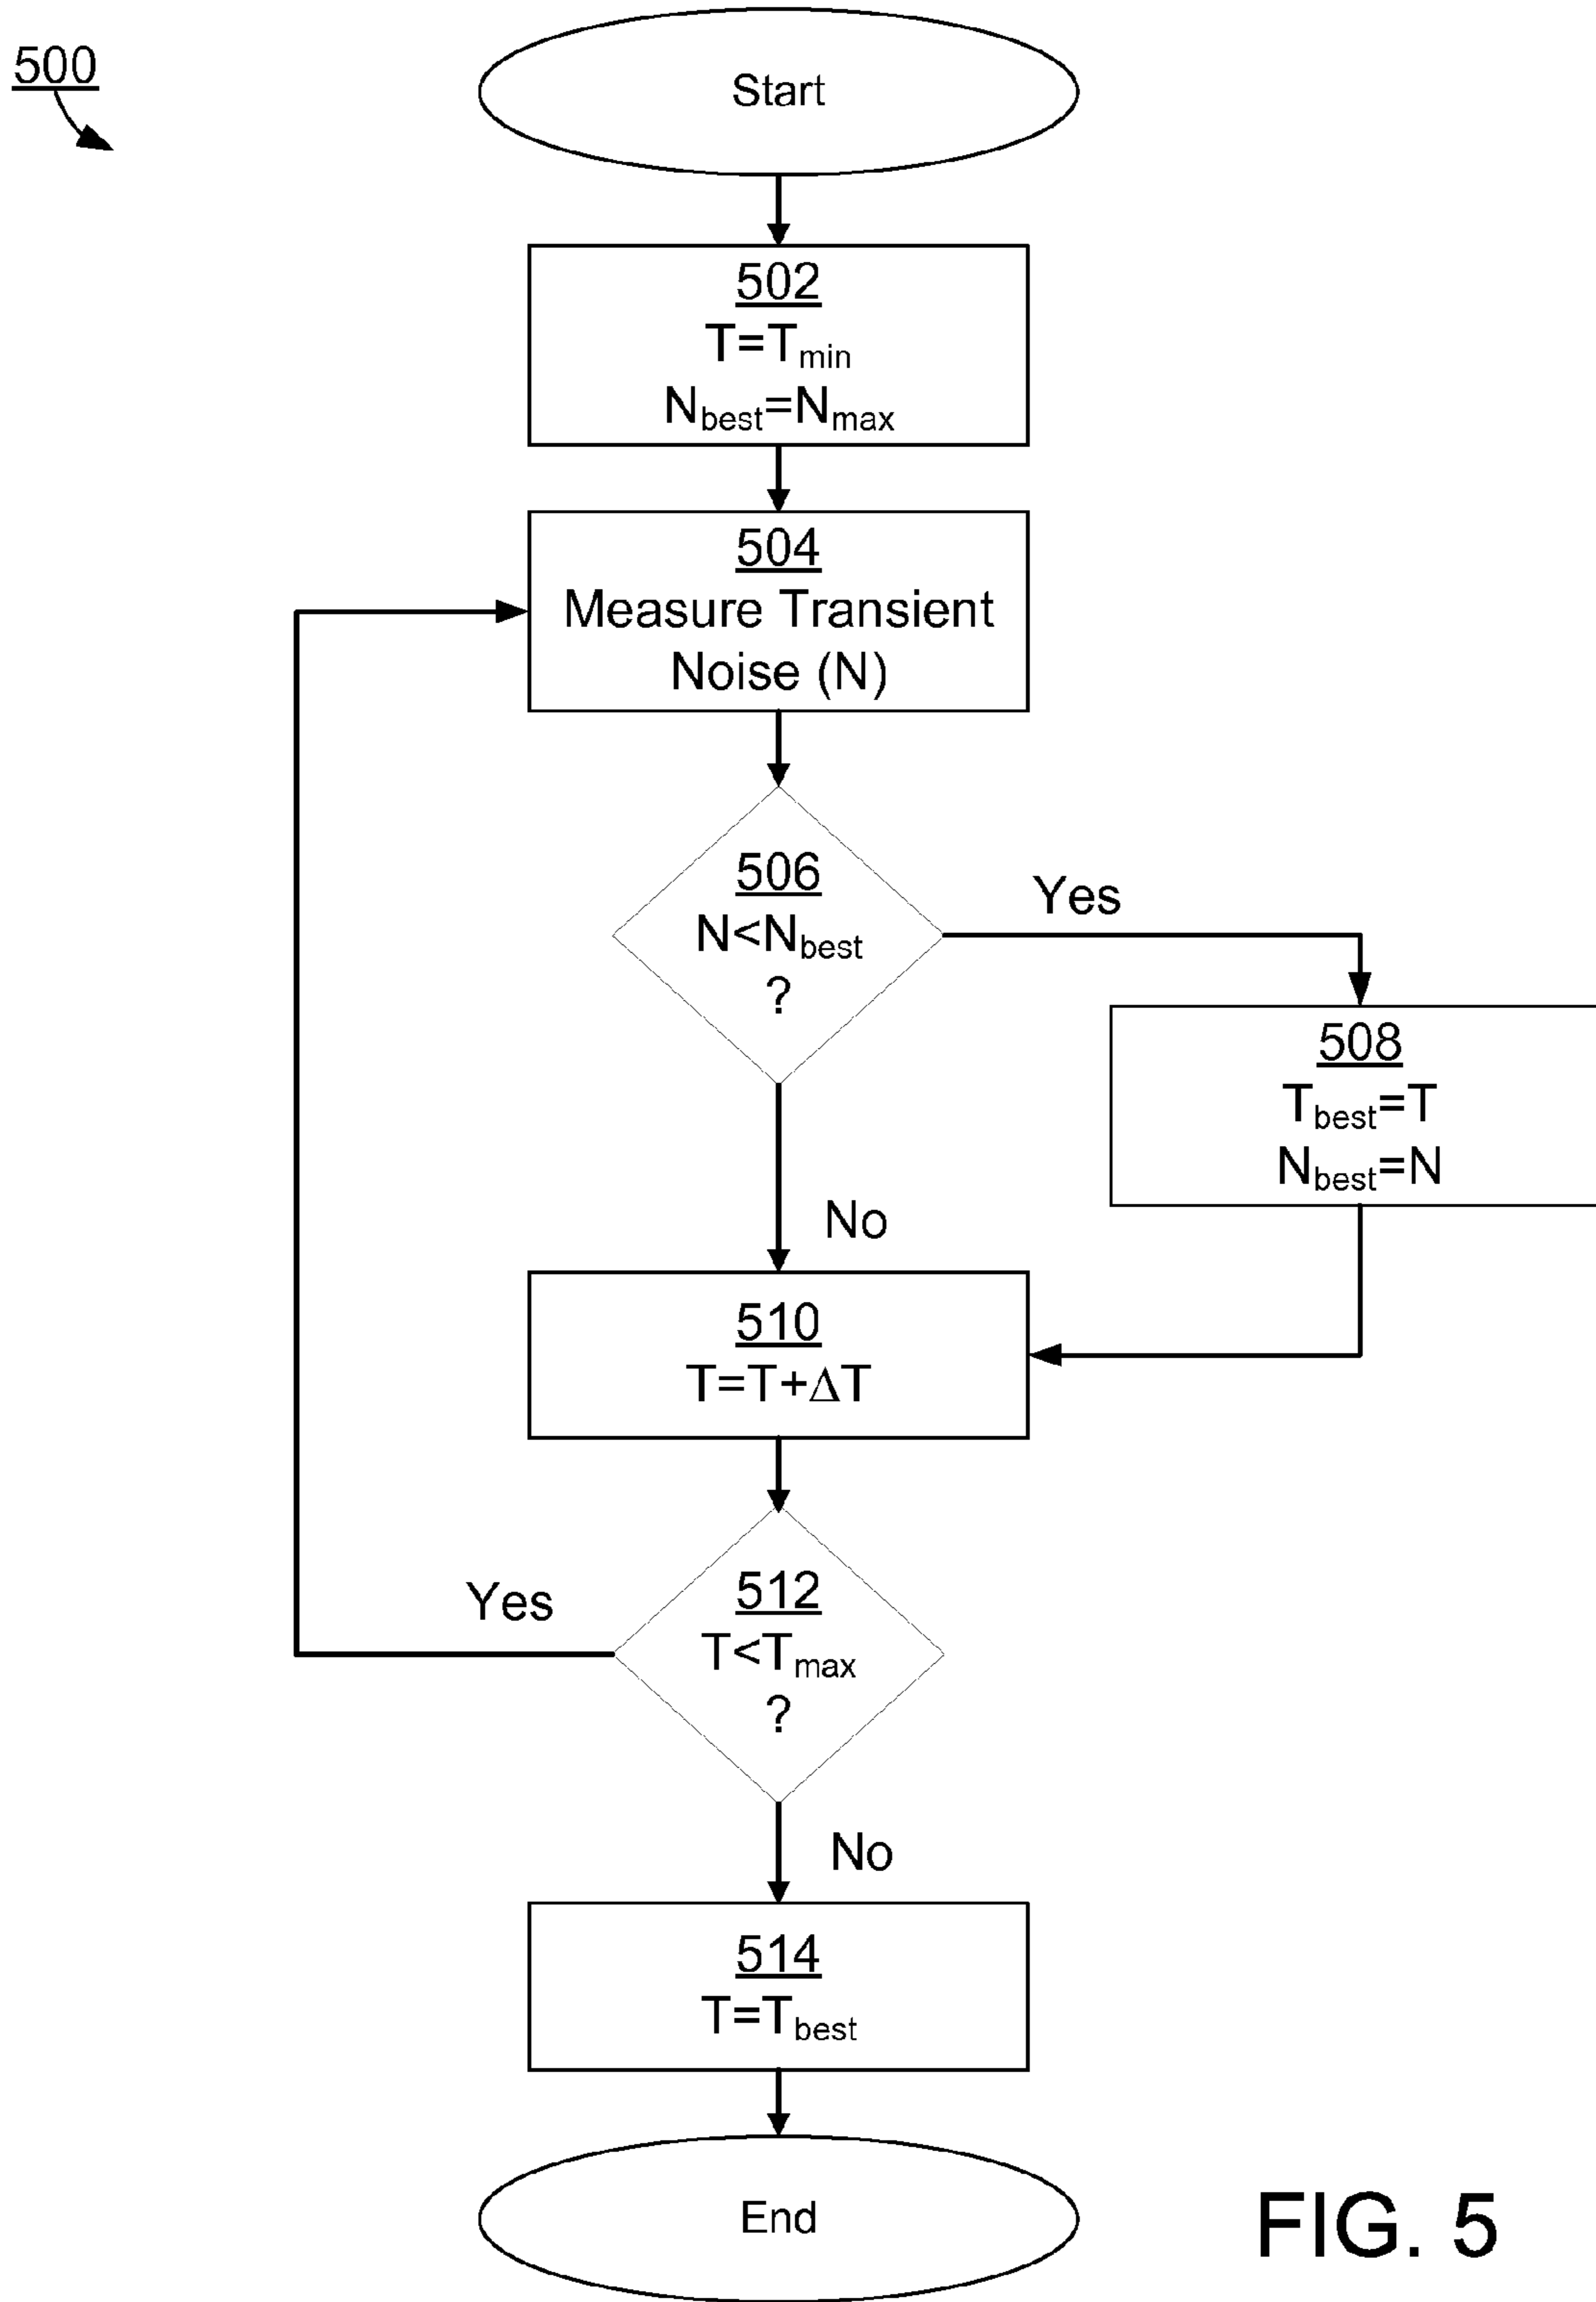 500
Start
502
T=Tmin
Nbest=Nmax
504
Measure Transient
Noise (N)
506
N<Nbest
?
Yes
508
Tbest=T
Nbest=N
No
510
T=T+ΔT
512
T<Tmax
?
Yes
No
514
T=Tbest
End
FIG. 5